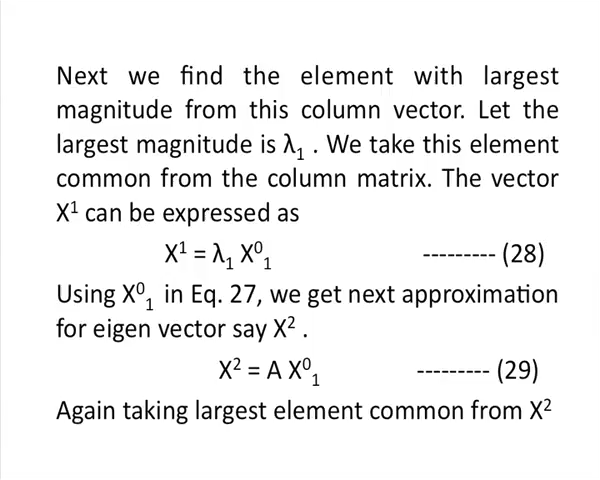 Next we find the element with largest
magnitude from this column vector. Let the
largest magnitude is λ₁ . We take this element
common from the column matrix. The vector
X¹ can be expressed as
X¹ = λ₁ X⁰₁ --------- (28)
Using X⁰₁ in Eq. 27, we get next approximation
for eigen vector say X² .
X² = A X⁰₁ --------- (29)
Again taking largest element common from X²